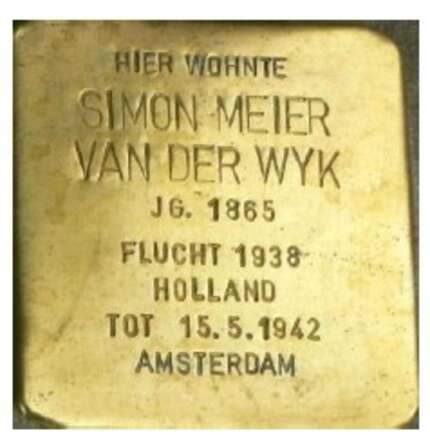 HIER WOHNTE
SIMON MEIER
VAN DER WYK
JG. 1865
FLUCHT 1938
HOLLAND
TOT 15.5.1942
AMSTERDAM